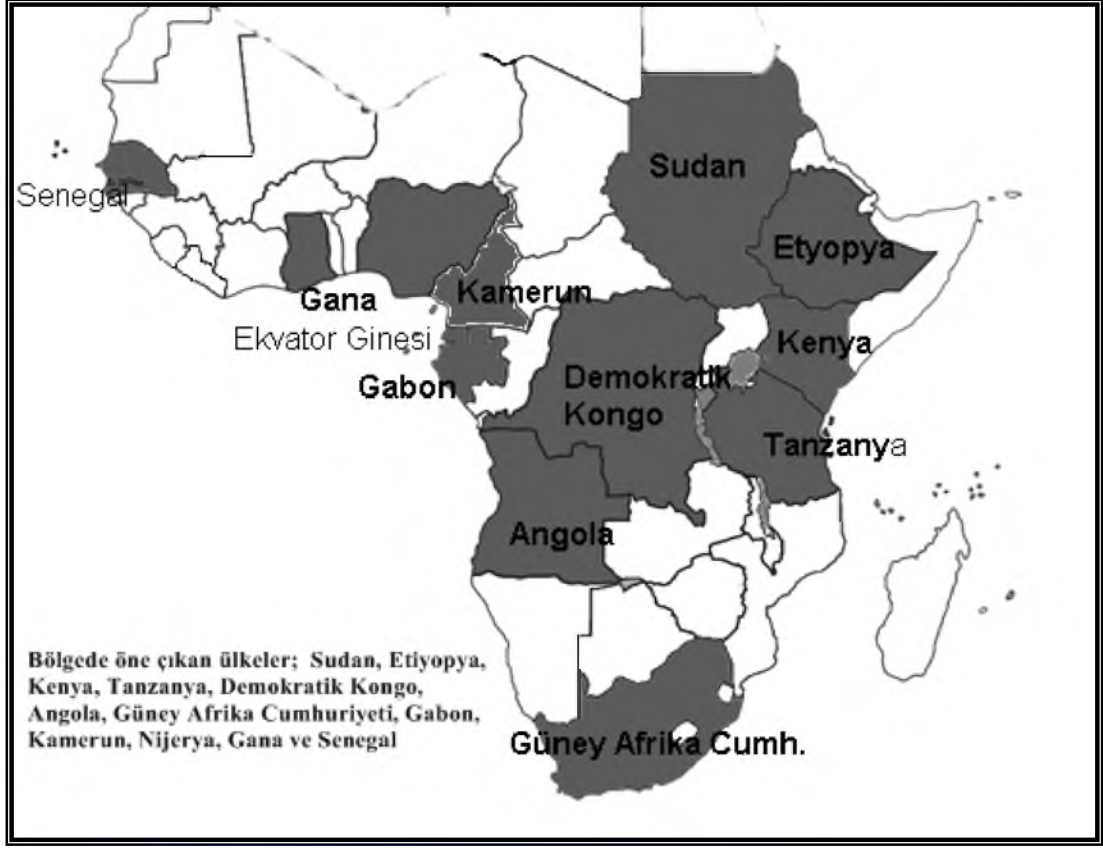 Sudan
Senegal
Etyopya
Gana
Kamerun
Ekvator Ginesi
Kenya
Gabon
Demokratik
Kongo
Tanzanya
Angola
Bölgede öne çıkan ülkeler; Sudan, Etiyopya,
Kenya, Tanzanya, Demokratik Kongo,
Angola, Güney Afrika Cumhuriyeti, Gabon,
Kamerun, Nijerya, Gana ve Senegal
Güney Afrika Cumh.